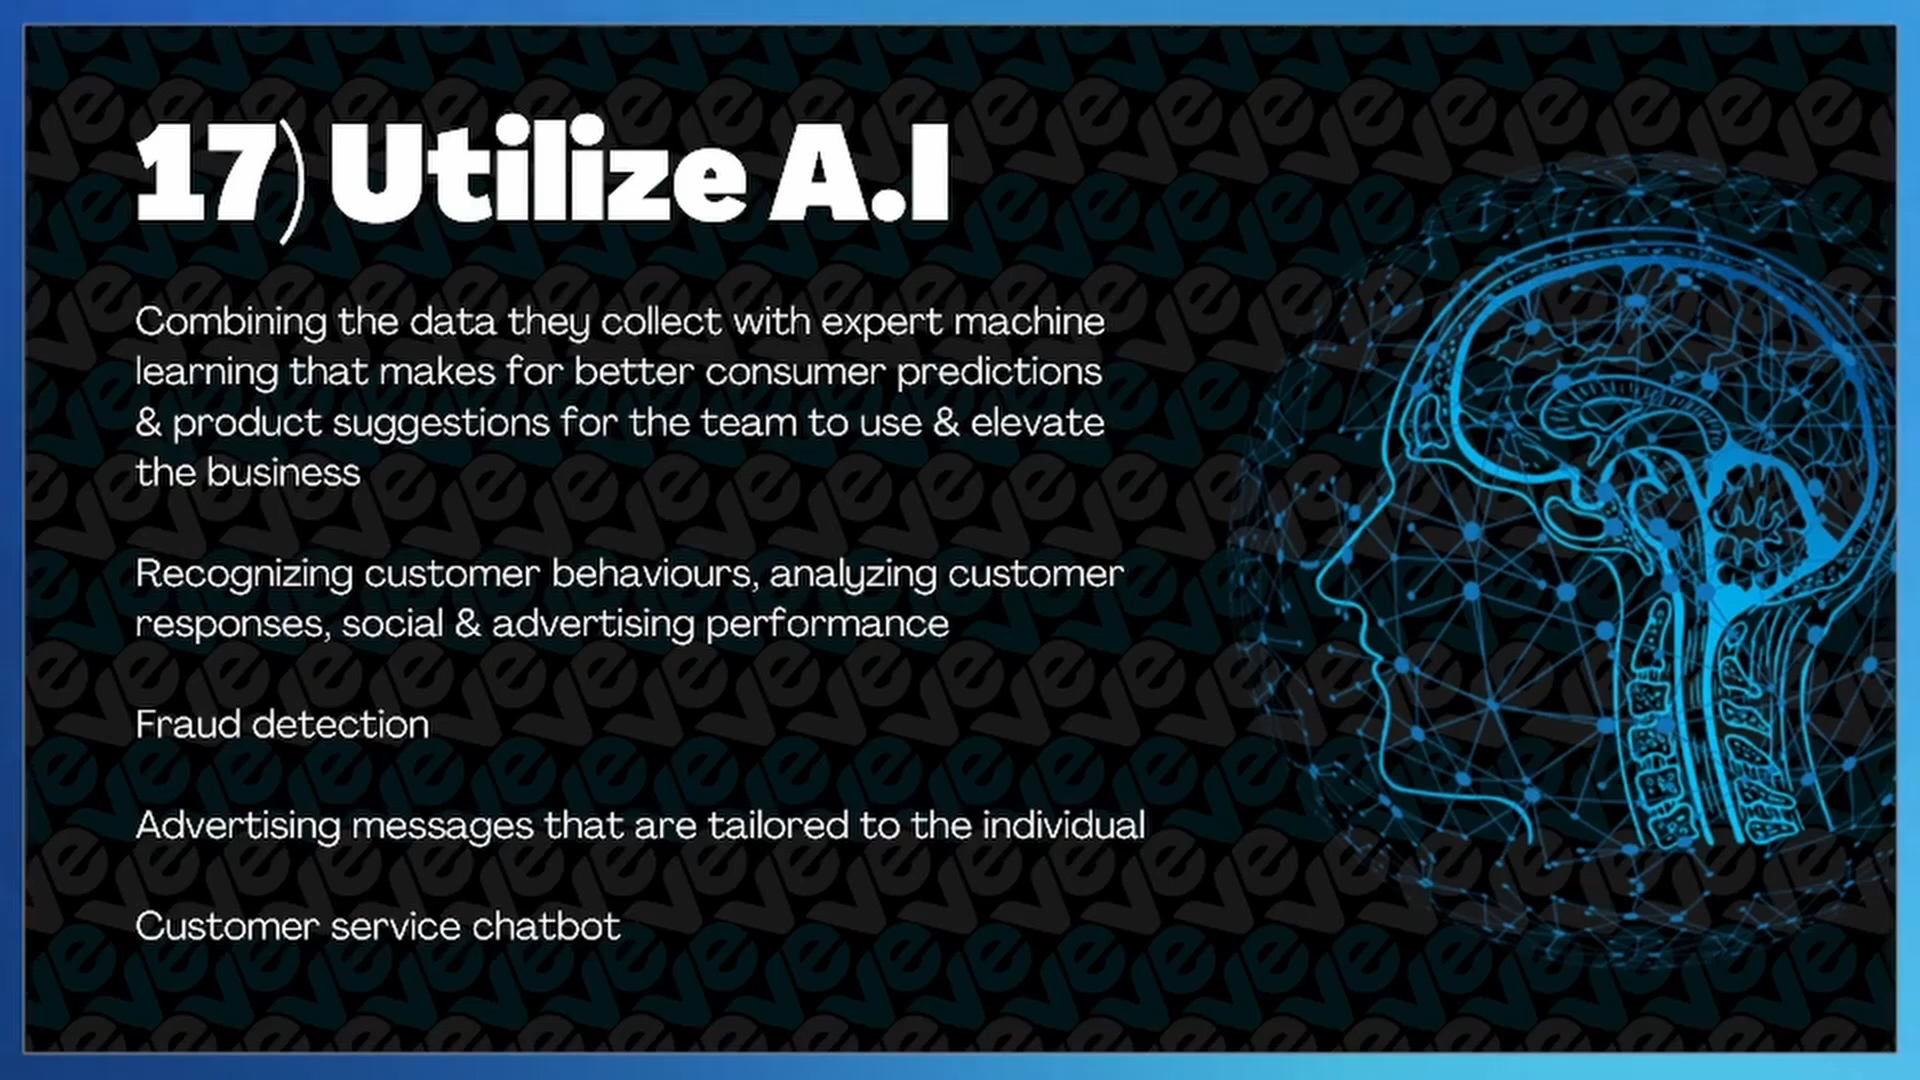 17) Utilize A.I
Combining the data they collect with expert machine
learning that makes for better consumer predictions
& product suggestions for the team to use & elevate
the business
Recognizing customer behaviours, analyzing customer
responses, social & advertising performance
Fraud detection
Advertising messages that are tailored to the individual
Customer service chatbot